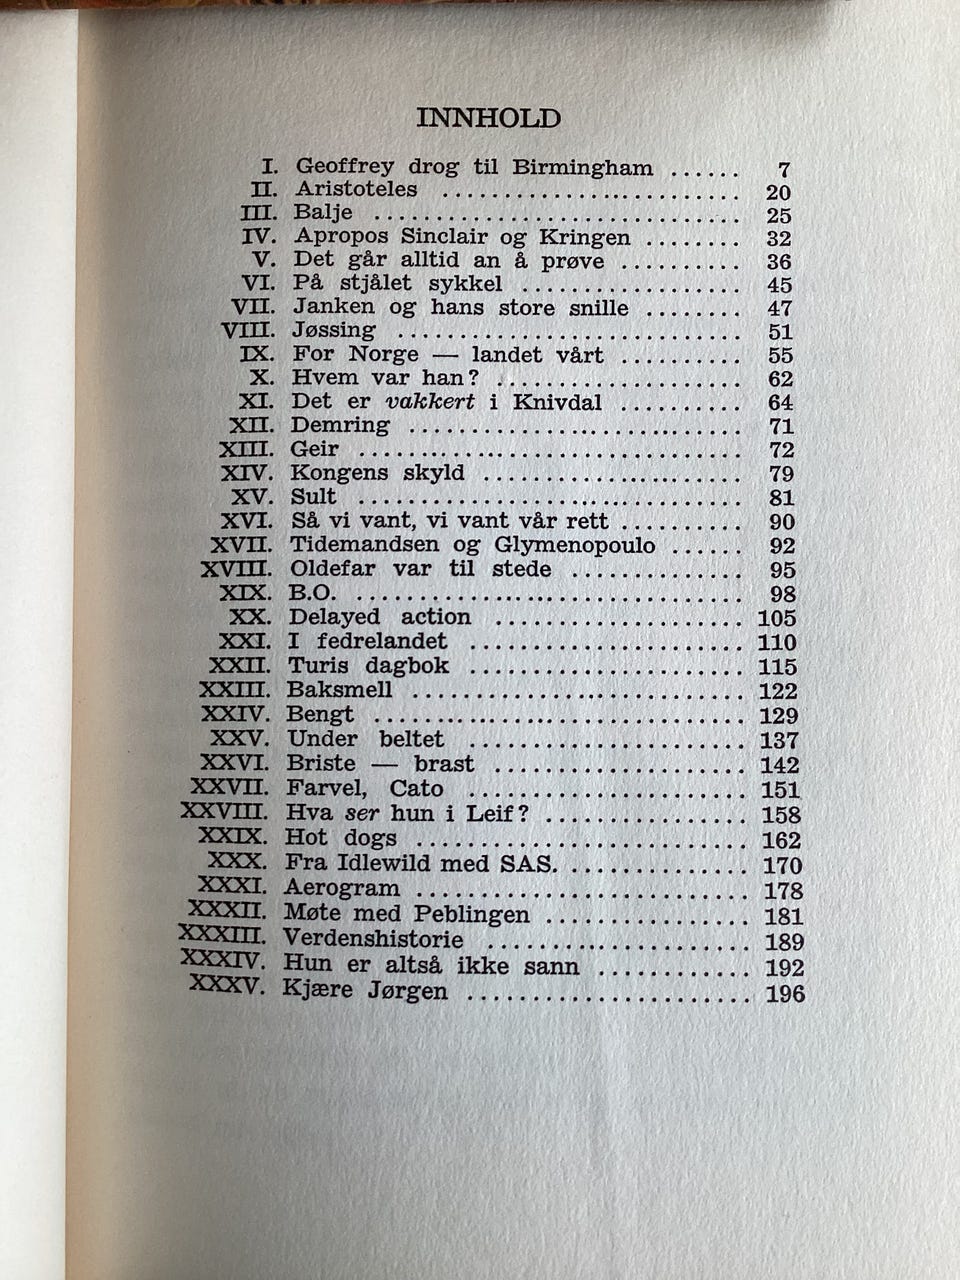 INNHOLD
I. Geoffrey drog til Birmingham ...... 7
II. Aristoteles ......................... 20
III. Balje ............................... 25
IV. Apropos Sinclair og Kringen ........ 32
V. Det går alltid an å prøve .......... 36
VI. På stjålet sykkel ................... 45
VII. Janken og hans store snille ........ 47
VIII. Jøssing ............................. 51
IX. For Norge — landet vårt .......... 55
X. Hvem var han? ..................... 62
XI. Det er vakkert i Knivdal .......... 64
XII. Demring ............................ 71
XIII. Geir ................................ 72
XIV. Kongens skyld ...................... 79
XV. Sult ................................ 81
XVI. Så vi vant, vi vant vår rett .......... 90
XVII. Tidemandsen og Glymenopoulo ...... 92
XVIII. Oldefar var til stede ............... 95
XIX. B.O. ................................ 98
XX. Delayed action ..................... 105
XXI. I fedrelandet ....................... 110
XXII. Turis dagbok ....................... 115
XXIII. Baksmell ............................ 122
XXIV. Bengt ............................... 129
XXV. Under beltet ....................... 137
XXVI. Briste — brast ..................... 142
XXVII. Farvel, Cato ....................... 151
XXVIII. Hva ser hun i Leif? ................. 158
XXIX. Hot dogs ............................ 162
XXX. Fra Idlewild med SAS. ............... 170
XXXI. Aerogram ............................ 178
XXXII. Møte med Peblingen ................. 181
XXXIII. Verdenshistorie ...................... 189
XXXIV. Hun er altså ikke sann ............. 192
XXXV. Kjære Jørgen ........................ 196